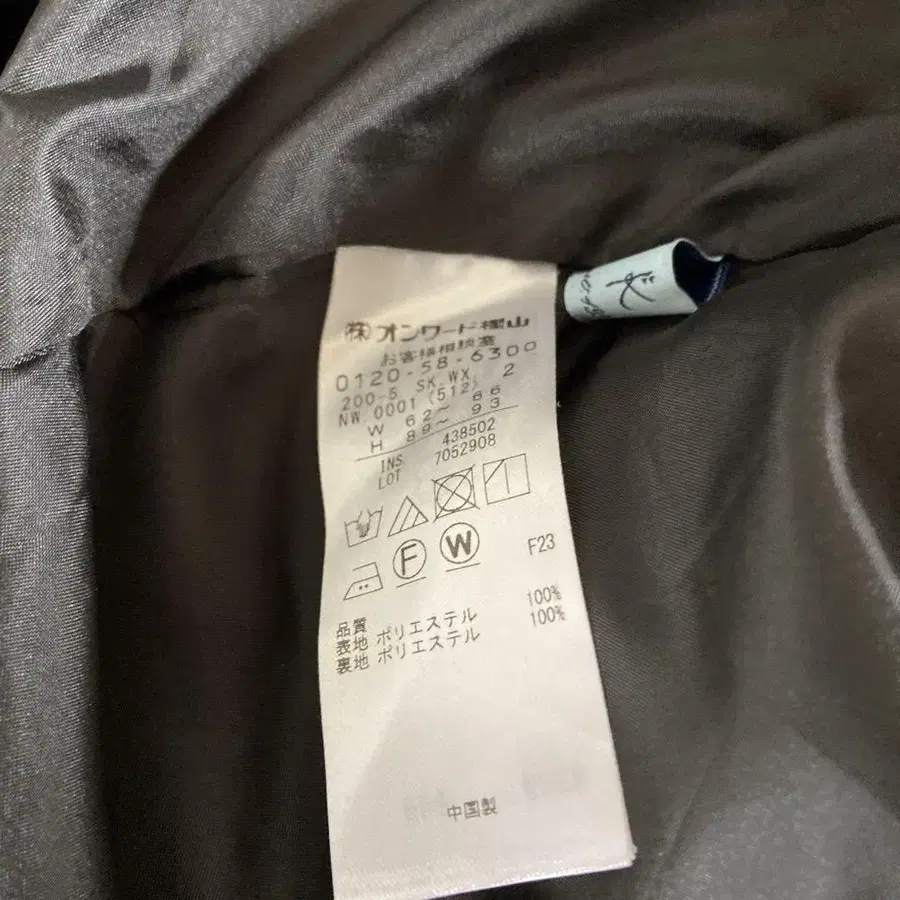 ㈱オンワード樫山
お客様相談室
0120-58-6300
200-5 SK.WX 2
NW.0001 (512)
W 62～ 66
H 89～ 93
INS 438502
LOT 7052908
F W F23
品質
表地 ポリエステル 100%
裏地 ポリエステル 100%
中国製